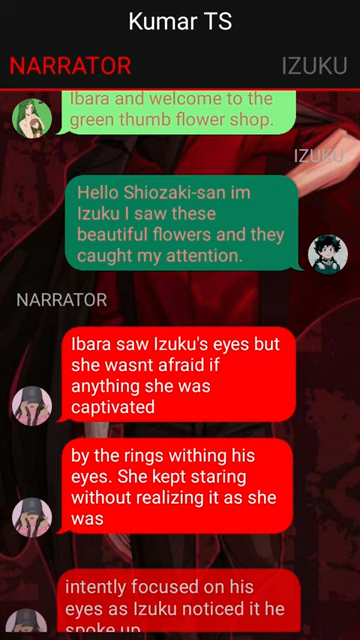 Kumar TS
NARRATOR
IZUKU
Ibara and welcome to the
green thumb flower shop.
IZUKU
Hello Shiozaki-san im
Izuku I saw these
beautiful flowers and they
caught my attention.
NARRATOR
Ibara saw Izuku's eyes but
she wasnt afraid if
anything she was
captivated
by the rings withing his
eyes. She kept staring
without realizing it as she
was
intently focused on his
eyes as Izuku noticed it he
spoke up